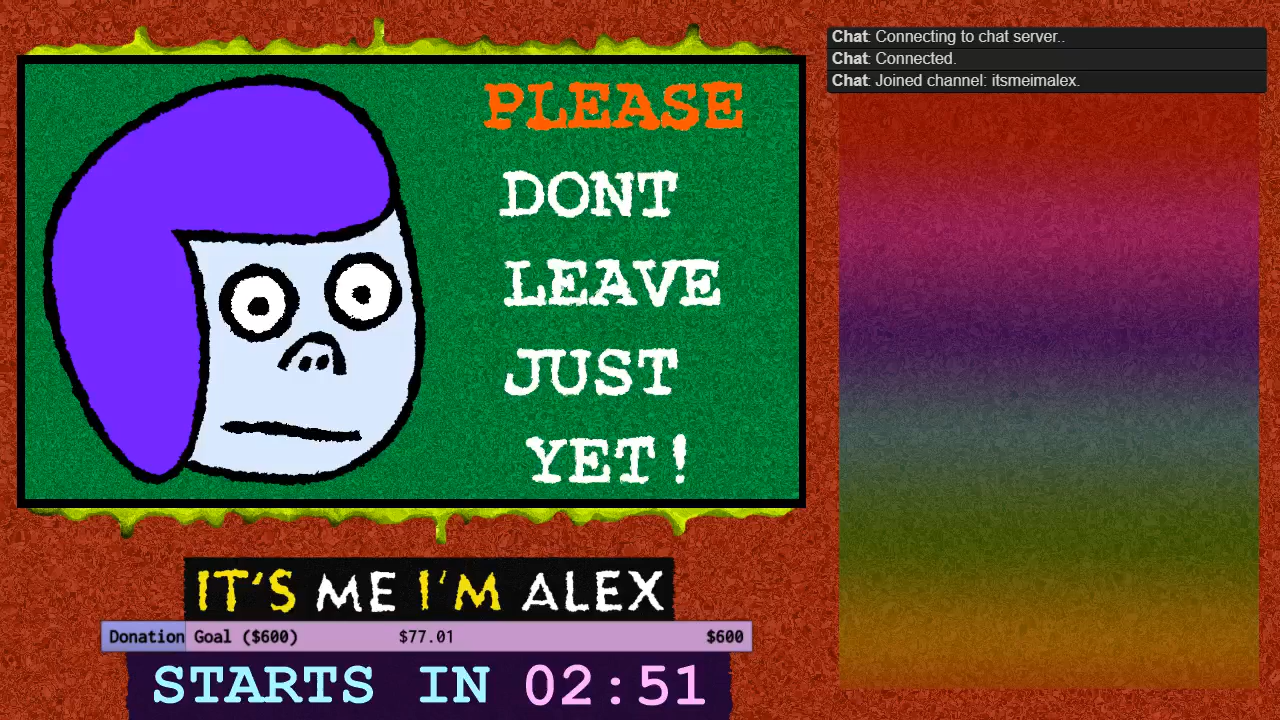 PLEASE
DONT
LEAVE
JUST
YET!
IT'S ME I'M ALEX
Donation Goal ($600) $77.01 $600
STARTS IN 02:51
Chat: Connecting to chat server..
Chat: Connected.
Chat: Joined channel: itsmeimalex.